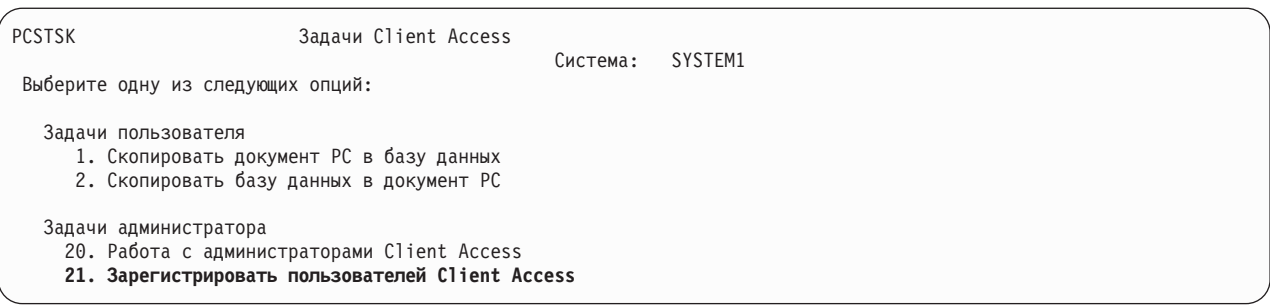 PCSTSK Задачи Client Access
Система: SYSTEM1
Выберите одну из следующих опций:
Задачи пользователя
1. Скопировать документ PC в базу данных
2. Скопировать базу данных в документ PC
Задачи администратора
20. Работа с администраторами Client Access
21. Зарегистрировать пользователей Client Access